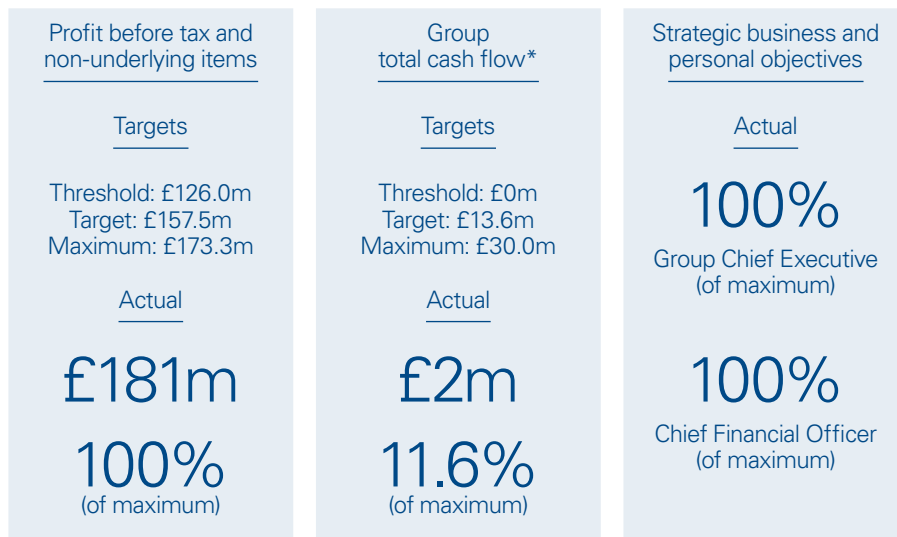 Profit before tax and
non-underlying items
Targets
Threshold: £126.0m
Target: £157.5m
Maximum: £173.3m
Actual
£181m
100%
(of maximum)
Group
total cash flow*
Targets
Threshold: £0m
Target: £13.6m
Maximum: £30.0m
Actual
£2m
11.6%
(of maximum)
Strategic business and
personal objectives
Actual
100%
Group Chief Executive
(of maximum)
100%
Chief Financial Officer
(of maximum)